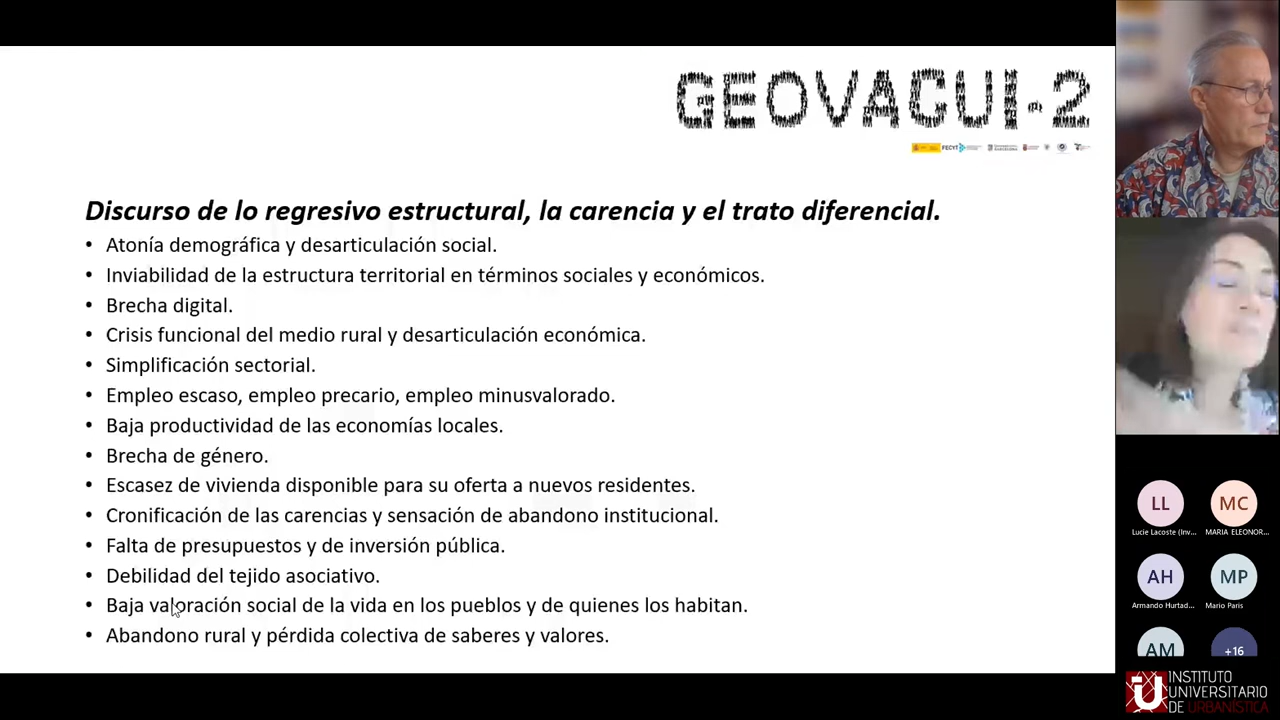 GEOVACUI-2
FECYT
Discurso de lo regresivo estructural, la carencia y el trato diferencial.
• Atonía demográfica y desarticulación social.
• Inviabilidad de la estructura territorial en términos sociales y económicos.
• Brecha digital.
• Crisis funcional del medio rural y desarticulación económica.
• Simplificación sectorial.
• Empleo escaso, empleo precario, empleo minusvalorado.
• Baja productividad de las economías locales.
• Brecha de género.
• Escasez de vivienda disponible para su oferta a nuevos residentes.
• Cronificación de las carencias y sensación de abandono institucional.
• Falta de presupuestos y de inversión pública.
• Debilidad del tejido asociativo.
• Baja valoración social de la vida en los pueblos y de quienes los habitan.
• Abandono rural y pérdida colectiva de saberes y valores.
LL
Lucie Lacoste (Inv...
MC
MARIA ELEONOR...
AH
Armando Hurtad...
MP
Mario Paris
AM
+16
INSTITUTO
UNIVERSITARIO
DE URBANÍSTICA